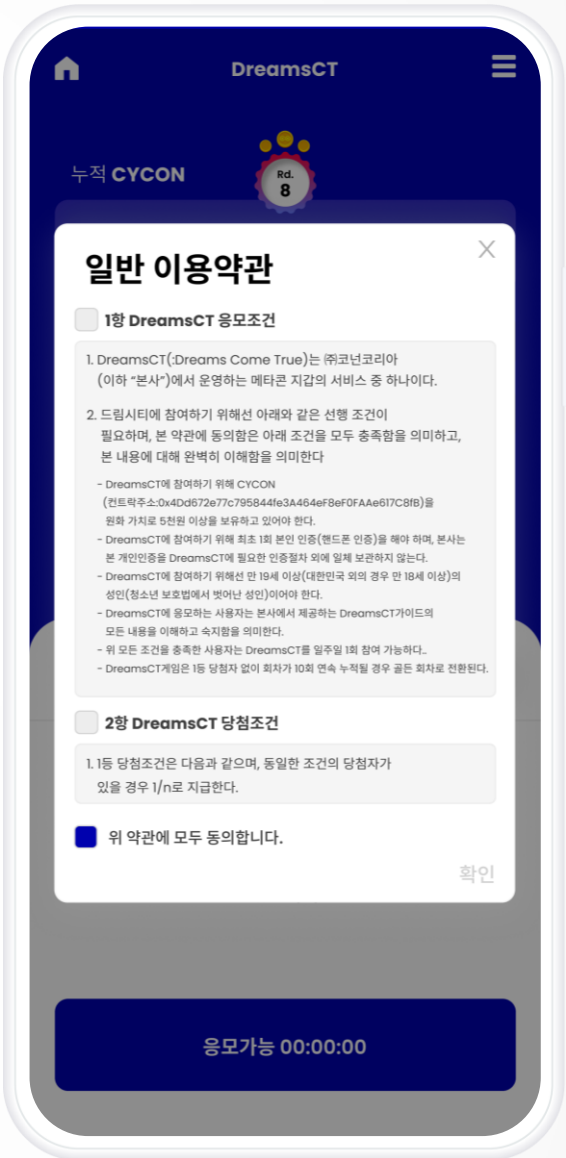 DreamsCT
누적 CYCON
Rd.
8
일반 이용약관
X
1항 DreamsCT 응모조건
1. DreamsCT(:Dreams Come True)는 ㈜코넌코리아
(이하 “본사”)에서 운영하는 메타콘 지갑의 서비스 중 하나이다.
2. 드림시티에 참여하기 위해선 아래와 같은 선행 조건이
필요하며, 본 약관에 동의함은 아래 조건을 모두 충족함을 의미하고,
본 내용에 대해 완벽히 이해함을 의미한다
- DreamsCT에 참여하기 위해 CYCON
(컨트락주소:0x4Dd672e77c795844fe3A464eF8eF0FAAe617C8fB)을
원화 가치로 5천원 이상을 보유하고 있어야 한다.
- DreamsCT에 참여하기 위해 최초 1회 본인 인증(핸드폰 인증)을 해야 하며, 본사는
본 개인인증을 DreamsCT에 필요한 인증절차 외에 일체 보관하지 않는다.
- DreamsCT에 참여하기 위해선 만 19세 이상(대한민국 외의 경우 만 18세 이상)의
성인(청소년 보호법에서 벗어난 성인)이어야 한다.
- DreamsCT에 응모하는 사용자는 본사에서 제공하는 DreamsCT가이드의
모든 내용을 이해하고 숙지함을 의미한다.
- 위 모든 조건을 충족한 사용자는 DreamsCT를 일주일 1회 참여 가능하다..
- DreamsCT게임은 1등 당첨자 없이 회차가 10회 연속 누적될 경우 골든 회차로 전환된다.
2항 DreamsCT 당첨조건
1. 1등 당첨조건은 다음과 같으며, 동일한 조건의 당첨자가
있을 경우 1/n로 지급한다.
위 약관에 모두 동의합니다.
확인
응모가능 00:00:00